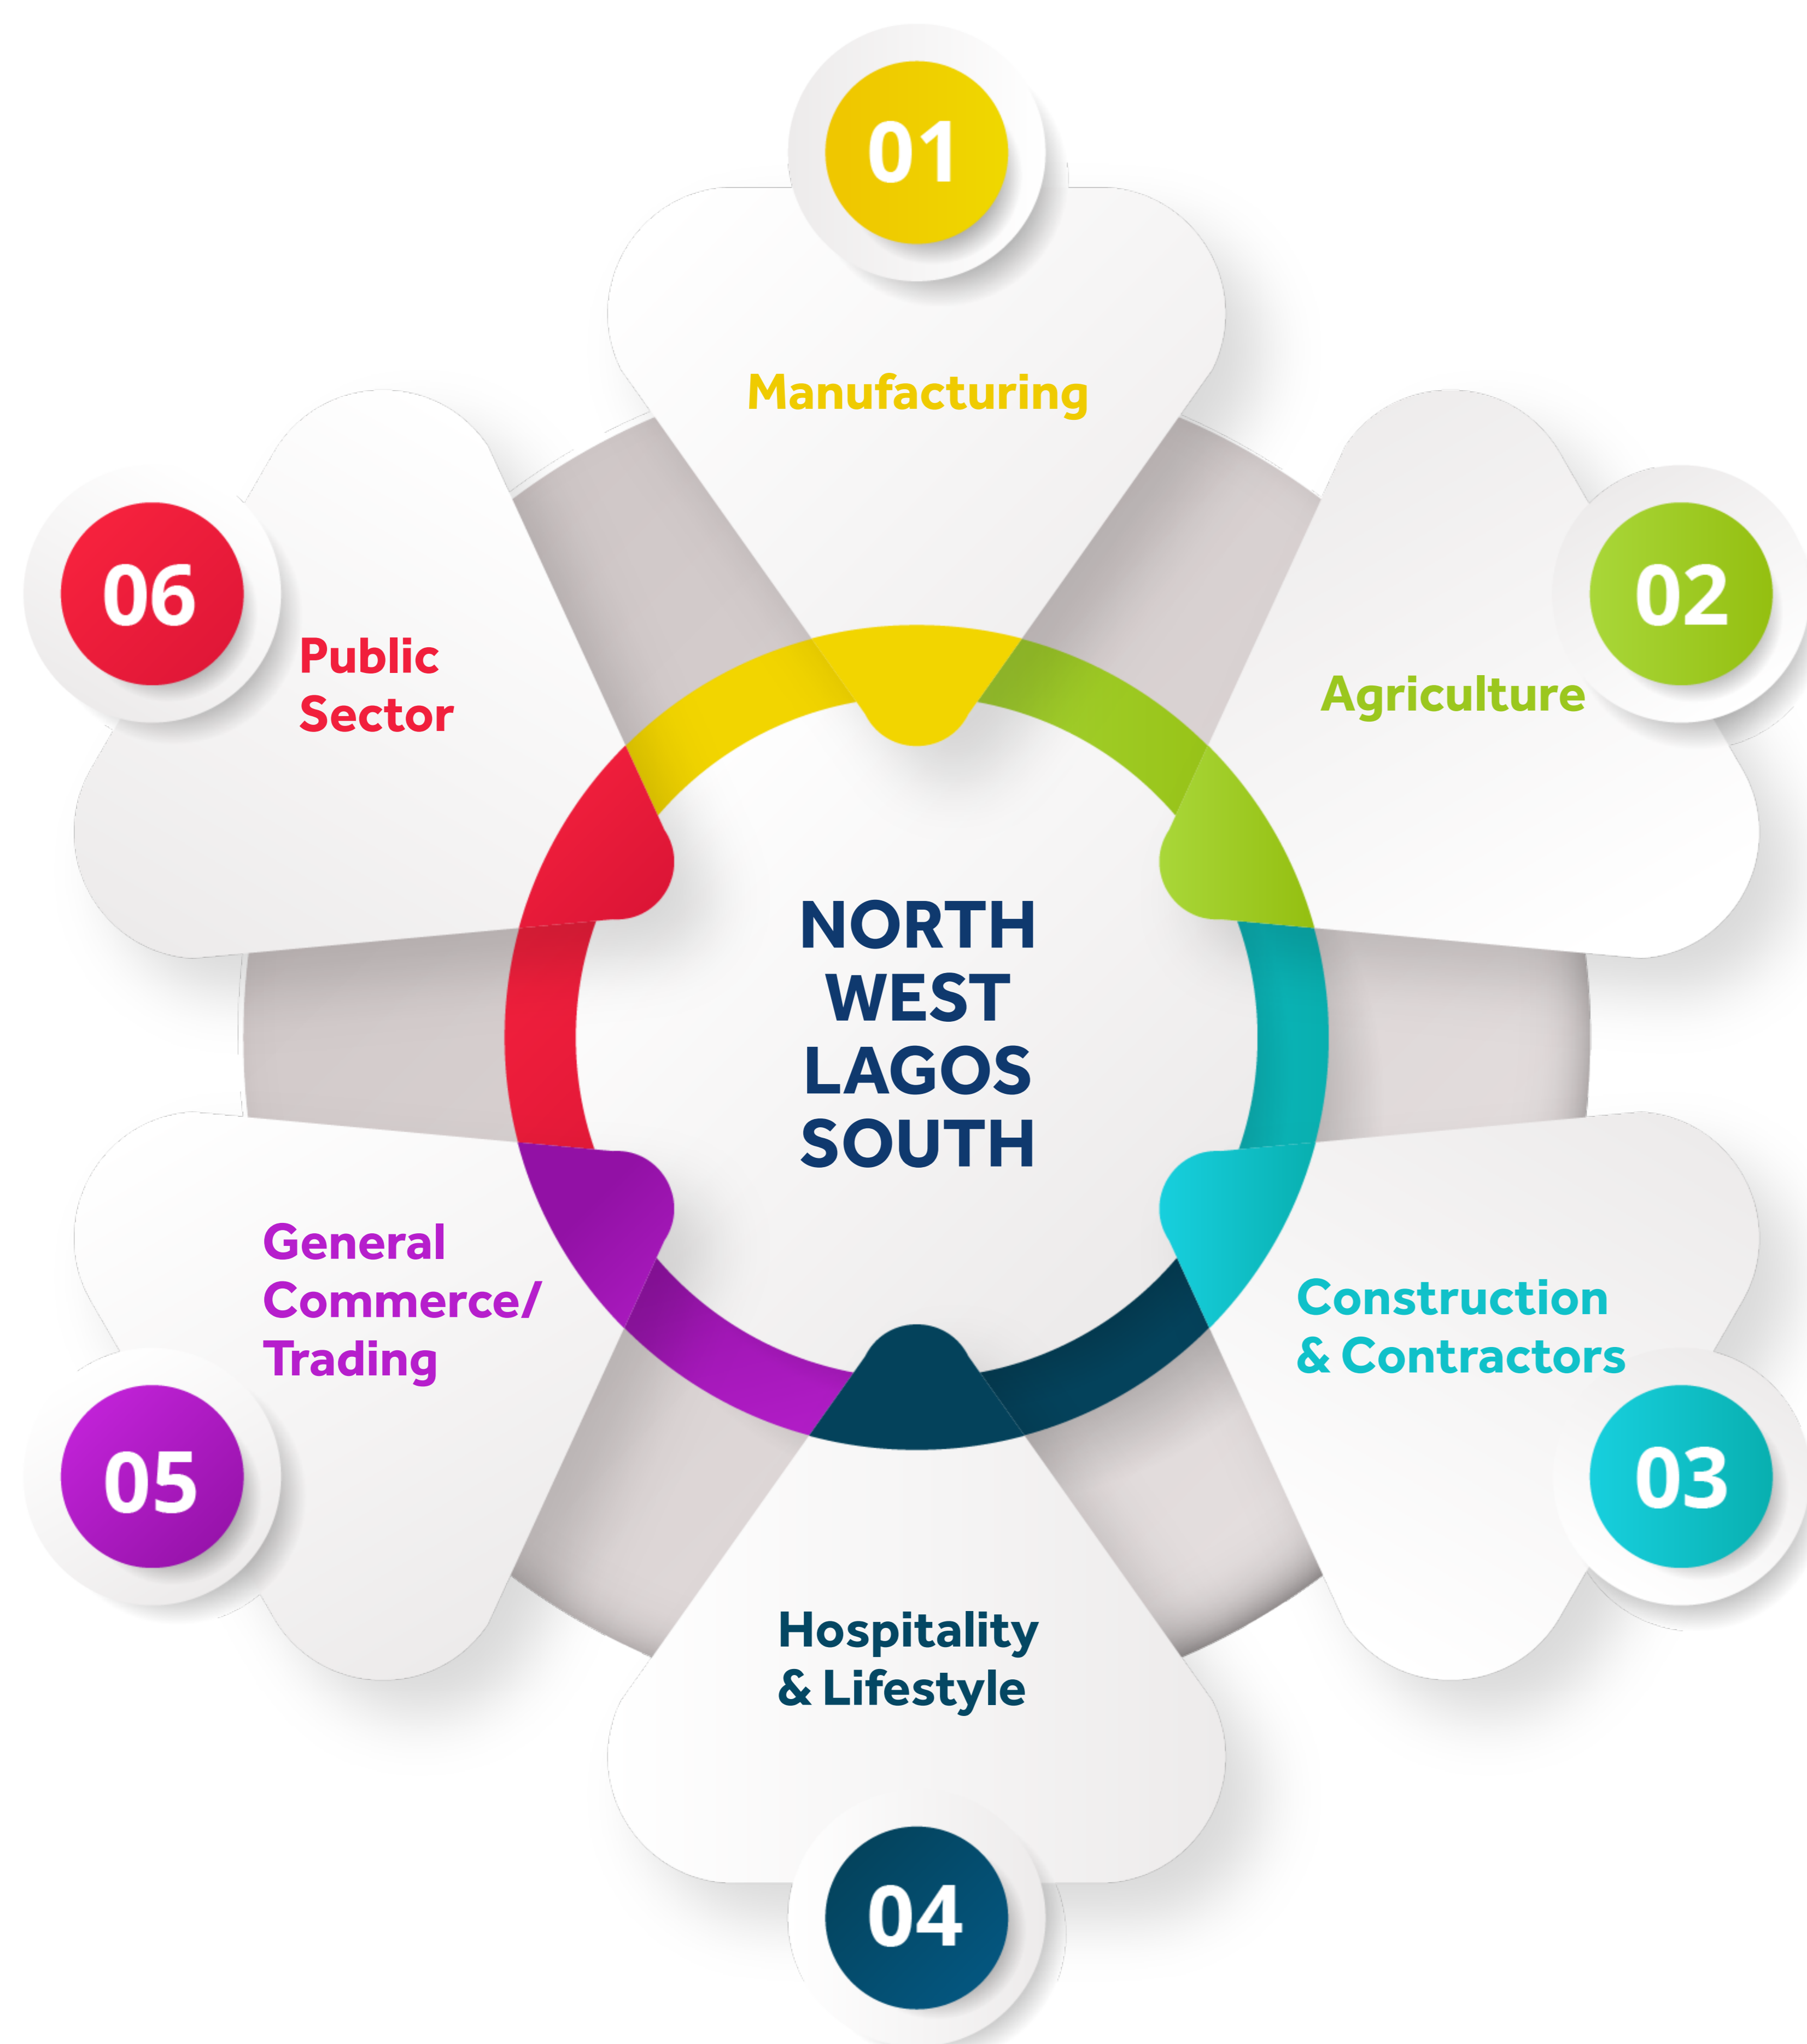 01
Manufacturing
02
Agriculture
03
Construction
& Contractors
04
Hospitality
& Lifestyle
05
General
Commerce/
Trading
06
Public
Sector
NORTH
WEST
LAGOS
SOUTH